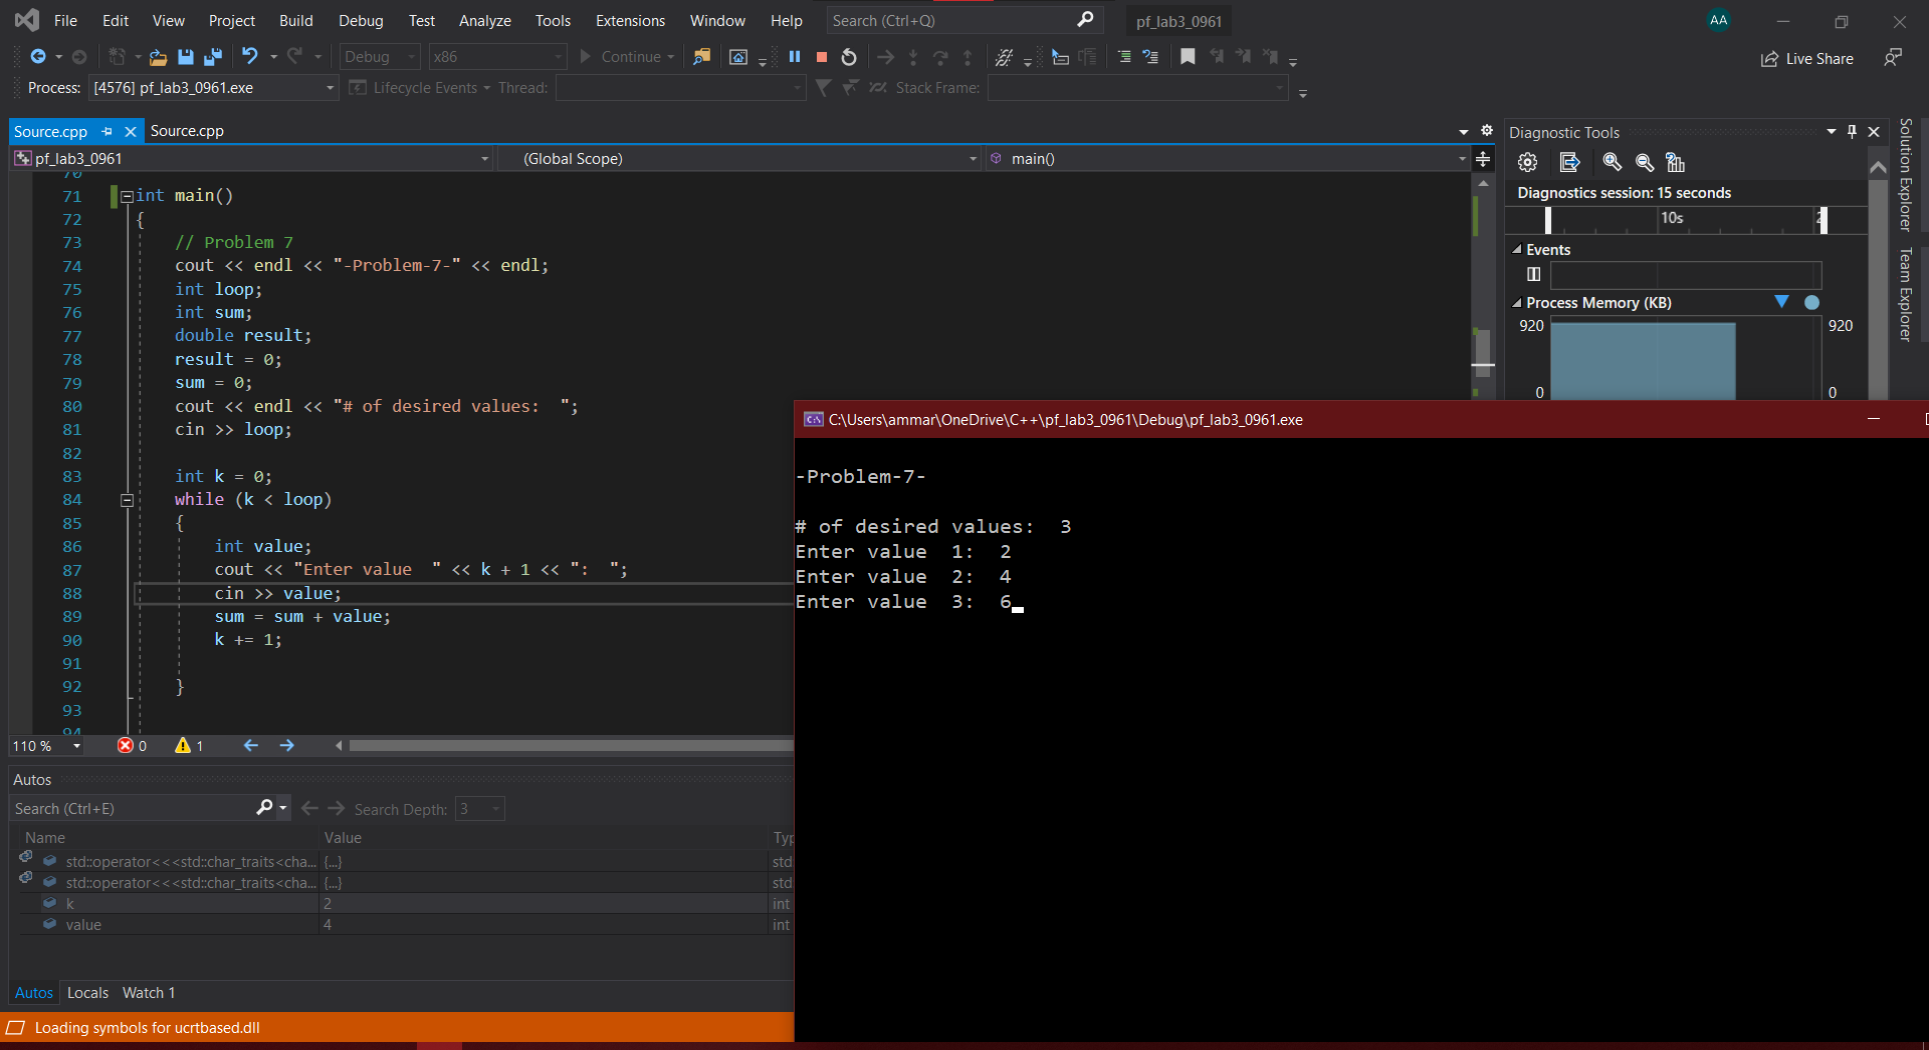 File Edit View Project Build Debug Test Analyze Tools Extensions Window Help Search (Ctrl+Q) pf_lab3_0961 AA
Debug x86 Continue Live Share
Process: [4576] pf_lab3_0961.exe Lifecycle Events Thread: Stack Frame:
Source.cpp Source.cpp
pf_lab3_0961 (Global Scope) main()
70
71 int main()
72 {
73 // Problem 7
74 cout << endl << "-Problem-7-" << endl;
75 int loop;
76 int sum;
77 double result;
78 result = 0;
79 sum = 0;
80 cout << endl << "# of desired values:  ";
81 cin >> loop;
82
83 int k = 0;
84 while (k < loop)
85 {
86 int value;
87 cout << "Enter value  " << k + 1 << ":  ";
88 cin >> value;
89 sum = sum + value;
90 k += 1;
91
92 }
93
94
110 % 0 1
Diagnostic Tools
Diagnostics session: 15 seconds
10s 2
Events
Process Memory (KB)
920 920
0 0
Solution Explorer
Team Explorer
C:\Users\ammar\OneDrive\C++\pf_lab3_0961\Debug\pf_lab3_0961.exe
-Problem-7-
# of desired values:  3
Enter value  1:  2
Enter value  2:  4
Enter value  3:  6
Autos
Search (Ctrl+E) Search Depth: 3
Name Value Typ
std::operator<<<std::char_traits<cha... {...} std
std::operator<<<std::char_traits<cha... {...} std
k 2 int
value 4 int
Autos Locals Watch 1
Loading symbols for ucrtbased.dll